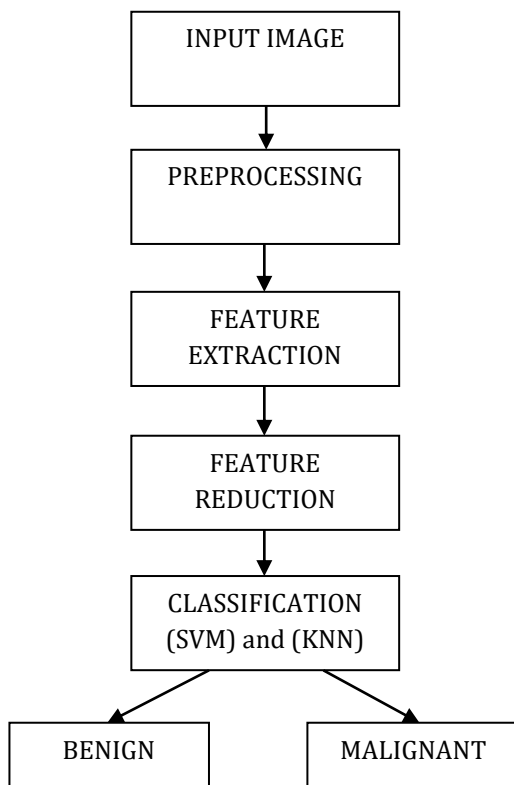 INPUT IMAGE
PREPROCESSING
FEATURE
EXTRACTION
FEATURE
REDUCTION
CLASSIFICATION
(SVM) and (KNN)
BENIGN
MALIGNANT